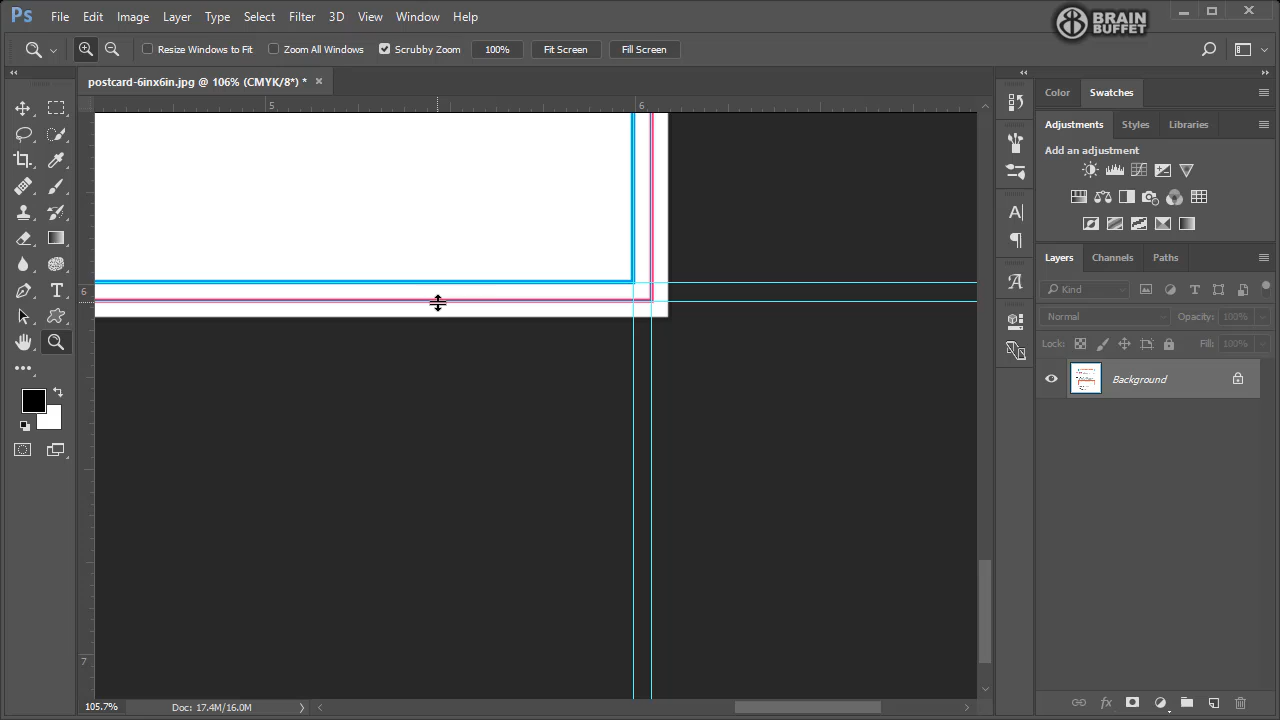 Ps File Edit Image Layer Type Select Filter 3D View Window Help
BRAIN BUFFET
Resize Windows to Fit Zoom All Windows Scrubby Zoom 100% Fit Screen Fill Screen
postcard-6inx6in.jpg @ 106% (CMYK/8*) * ×
Color Swatches
5 6
Adjustments Styles Libraries
Add an adjustment
Layers Channels Paths
6
Kind
Normal Opacity: 100%
Lock: Fill: 100%
Background
7
105.7% Doc: 17.4M/16.0M